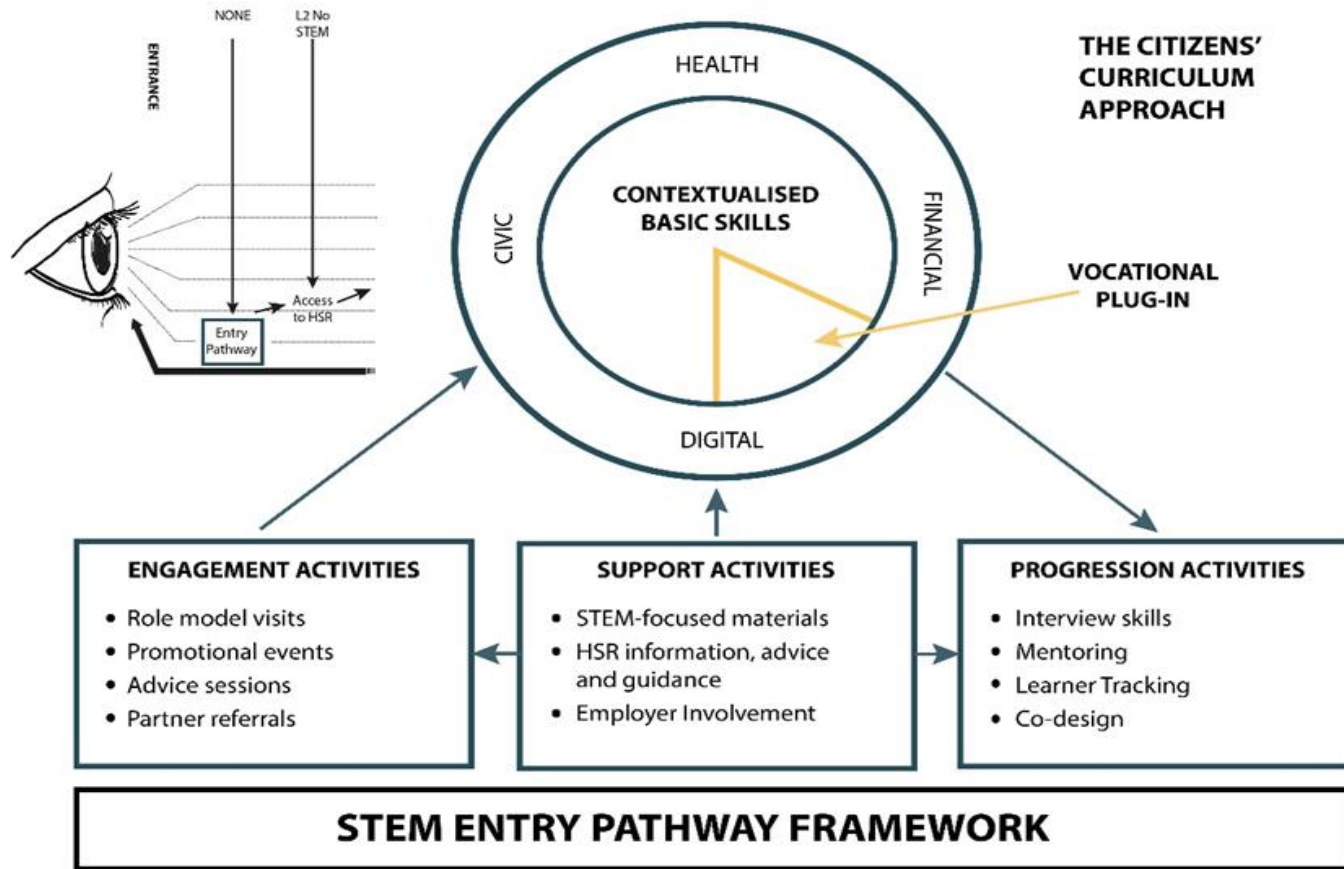 NONE
L2 No
STEM
ENTRANCE
Access
to HSR
Entry
Pathway
THE CITIZENS'
CURRICULUM
APPROACH
HEALTH
CIVIC
CONTEXTUALISED
BASIC SKILLS
FINANCIAL
VOCATIONAL
PLUG-IN
DIGITAL
ENGAGEMENT ACTIVITIES
• Role model visits
• Promotional events
• Advice sessions
• Partner referrals
SUPPORT ACTIVITIES
• STEM-focused materials
• HSR information, advice
and guidance
• Employer Involvement
PROGRESSION ACTIVITIES
• Interview skills
• Mentoring
• Learner Tracking
• Co-design
STEM ENTRY PATHWAY FRAMEWORK